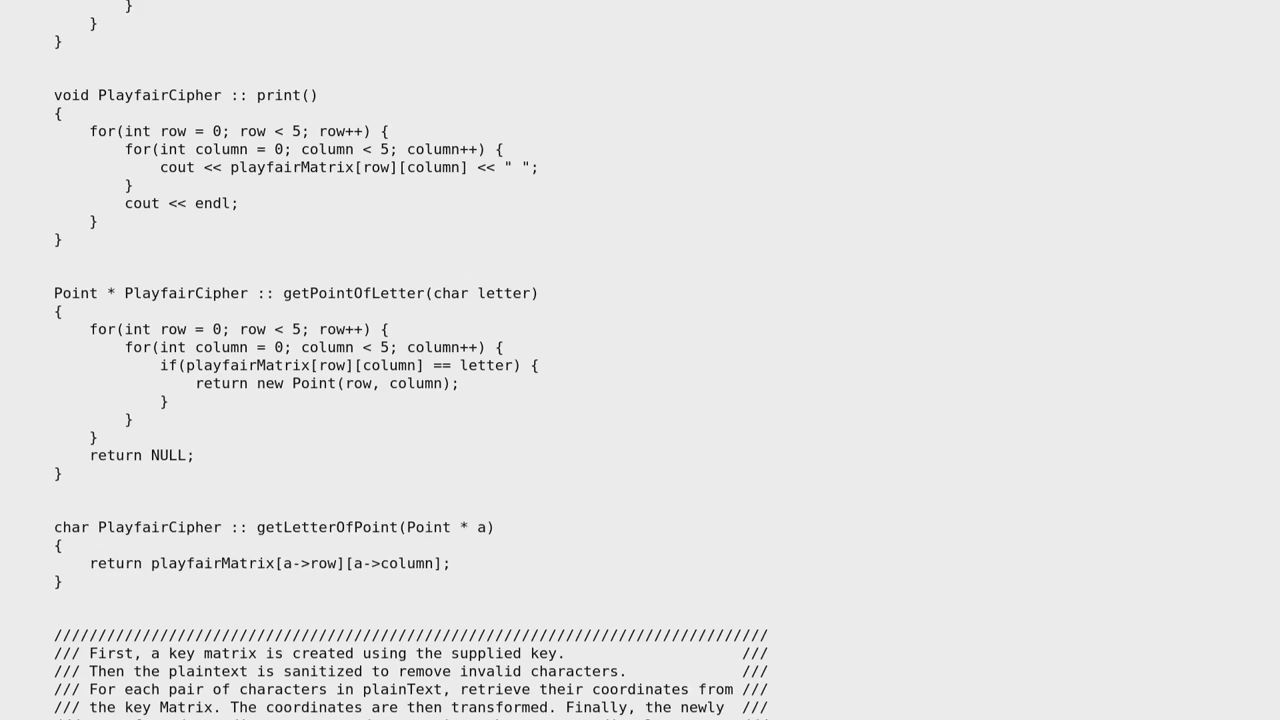 }
}
}
void PlayfairCipher :: print()
{
for(int row = 0; row < 5; row++) {
for(int column = 0; column < 5; column++) {
cout << playfairMatrix[row][column] << " ";
}
cout << endl;
}
}
Point * PlayfairCipher :: getPointOfLetter(char letter)
{
for(int row = 0; row < 5; row++) {
for(int column = 0; column < 5; column++) {
if(playfairMatrix[row][column] == letter) {
return new Point(row, column);
}
}
}
return NULL;
}
char PlayfairCipher :: getLetterOfPoint(Point * a)
{
return playfairMatrix[a->row][a->column];
}
/////////////////////////////////////////////////////////////////////////////////
/// First, a key matrix is created using the supplied key. ///
/// Then the plaintext is sanitized to remove invalid characters. ///
/// For each pair of characters in plainText, retrieve their coordinates from ///
/// the key Matrix. The coordinates are then transformed. Finally, the newly ///